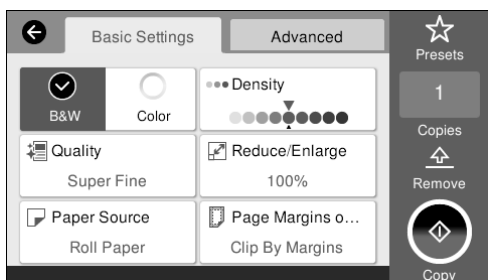 Basic Settings
Advanced
Presets
B&W
Color
Density
1
Copies
Quality
Super Fine
Reduce/Enlarge
100%
Remove
Paper Source
Roll Paper
Page Margins o...
Clip By Margins
Copy